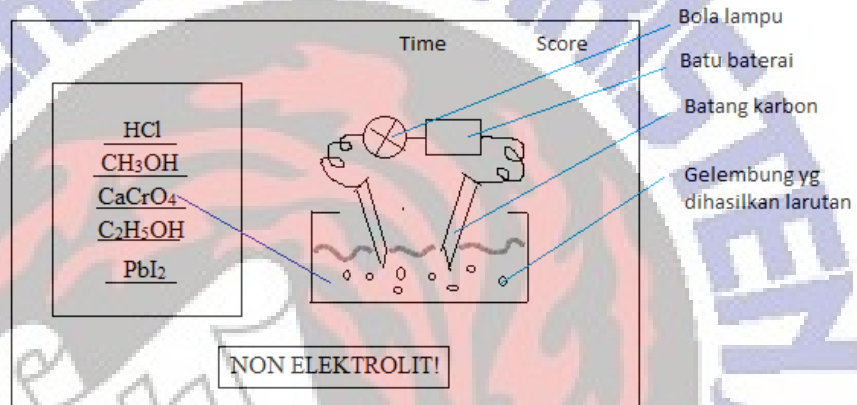 Bola lampu
Time Score
Batu baterai
Batang karbon
HCl
CH3OH
CaCrO4
C2H5OH
PbI2
Gelembung yg
dihasilkan larutan
NON ELEKTROLIT!